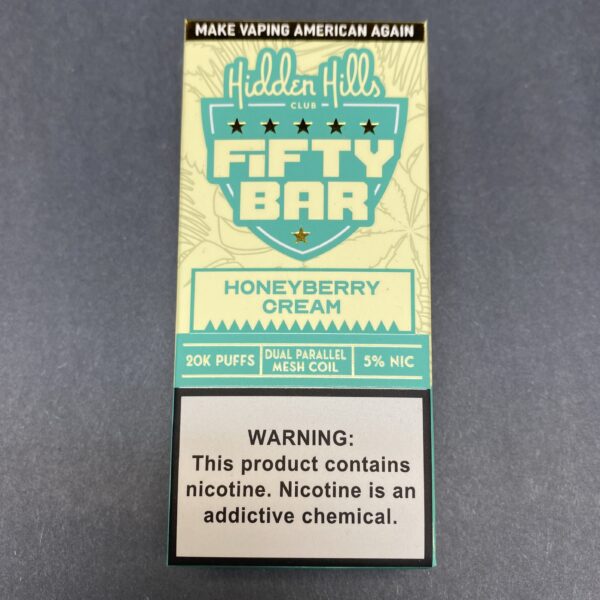 MAKE VAPING AMERICAN AGAIN
Hidden Hills
CLUB
FiFTY
BAR
HONEYBERRY
CREAM
20K PUFFS
DUAL PARALLEL
MESH COIL
5% NIC
WARNING:
This product contains
nicotine. Nicotine is an
addictive chemical.